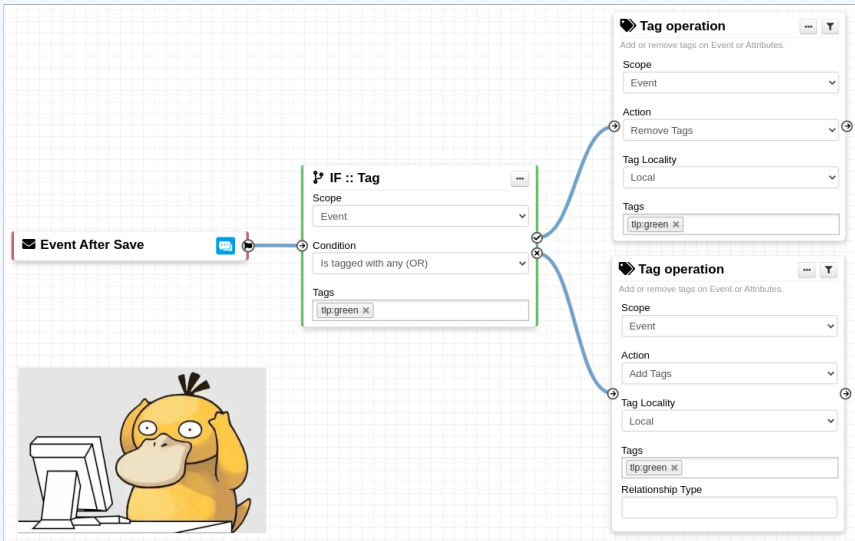 Event After Save
IF :: Tag
Scope
Event
Condition
Is tagged with any (OR)
Tags
tlp:green
Tag operation
Add or remove tags on Event or Attributes.
Scope
Event
Action
Remove Tags
Tag Locality
Local
Tags
tlp:green
Tag operation
Add or remove tags on Event or Attributes.
Scope
Event
Action
Add Tags
Tag Locality
Local
Tags
tlp:green
Relationship Type